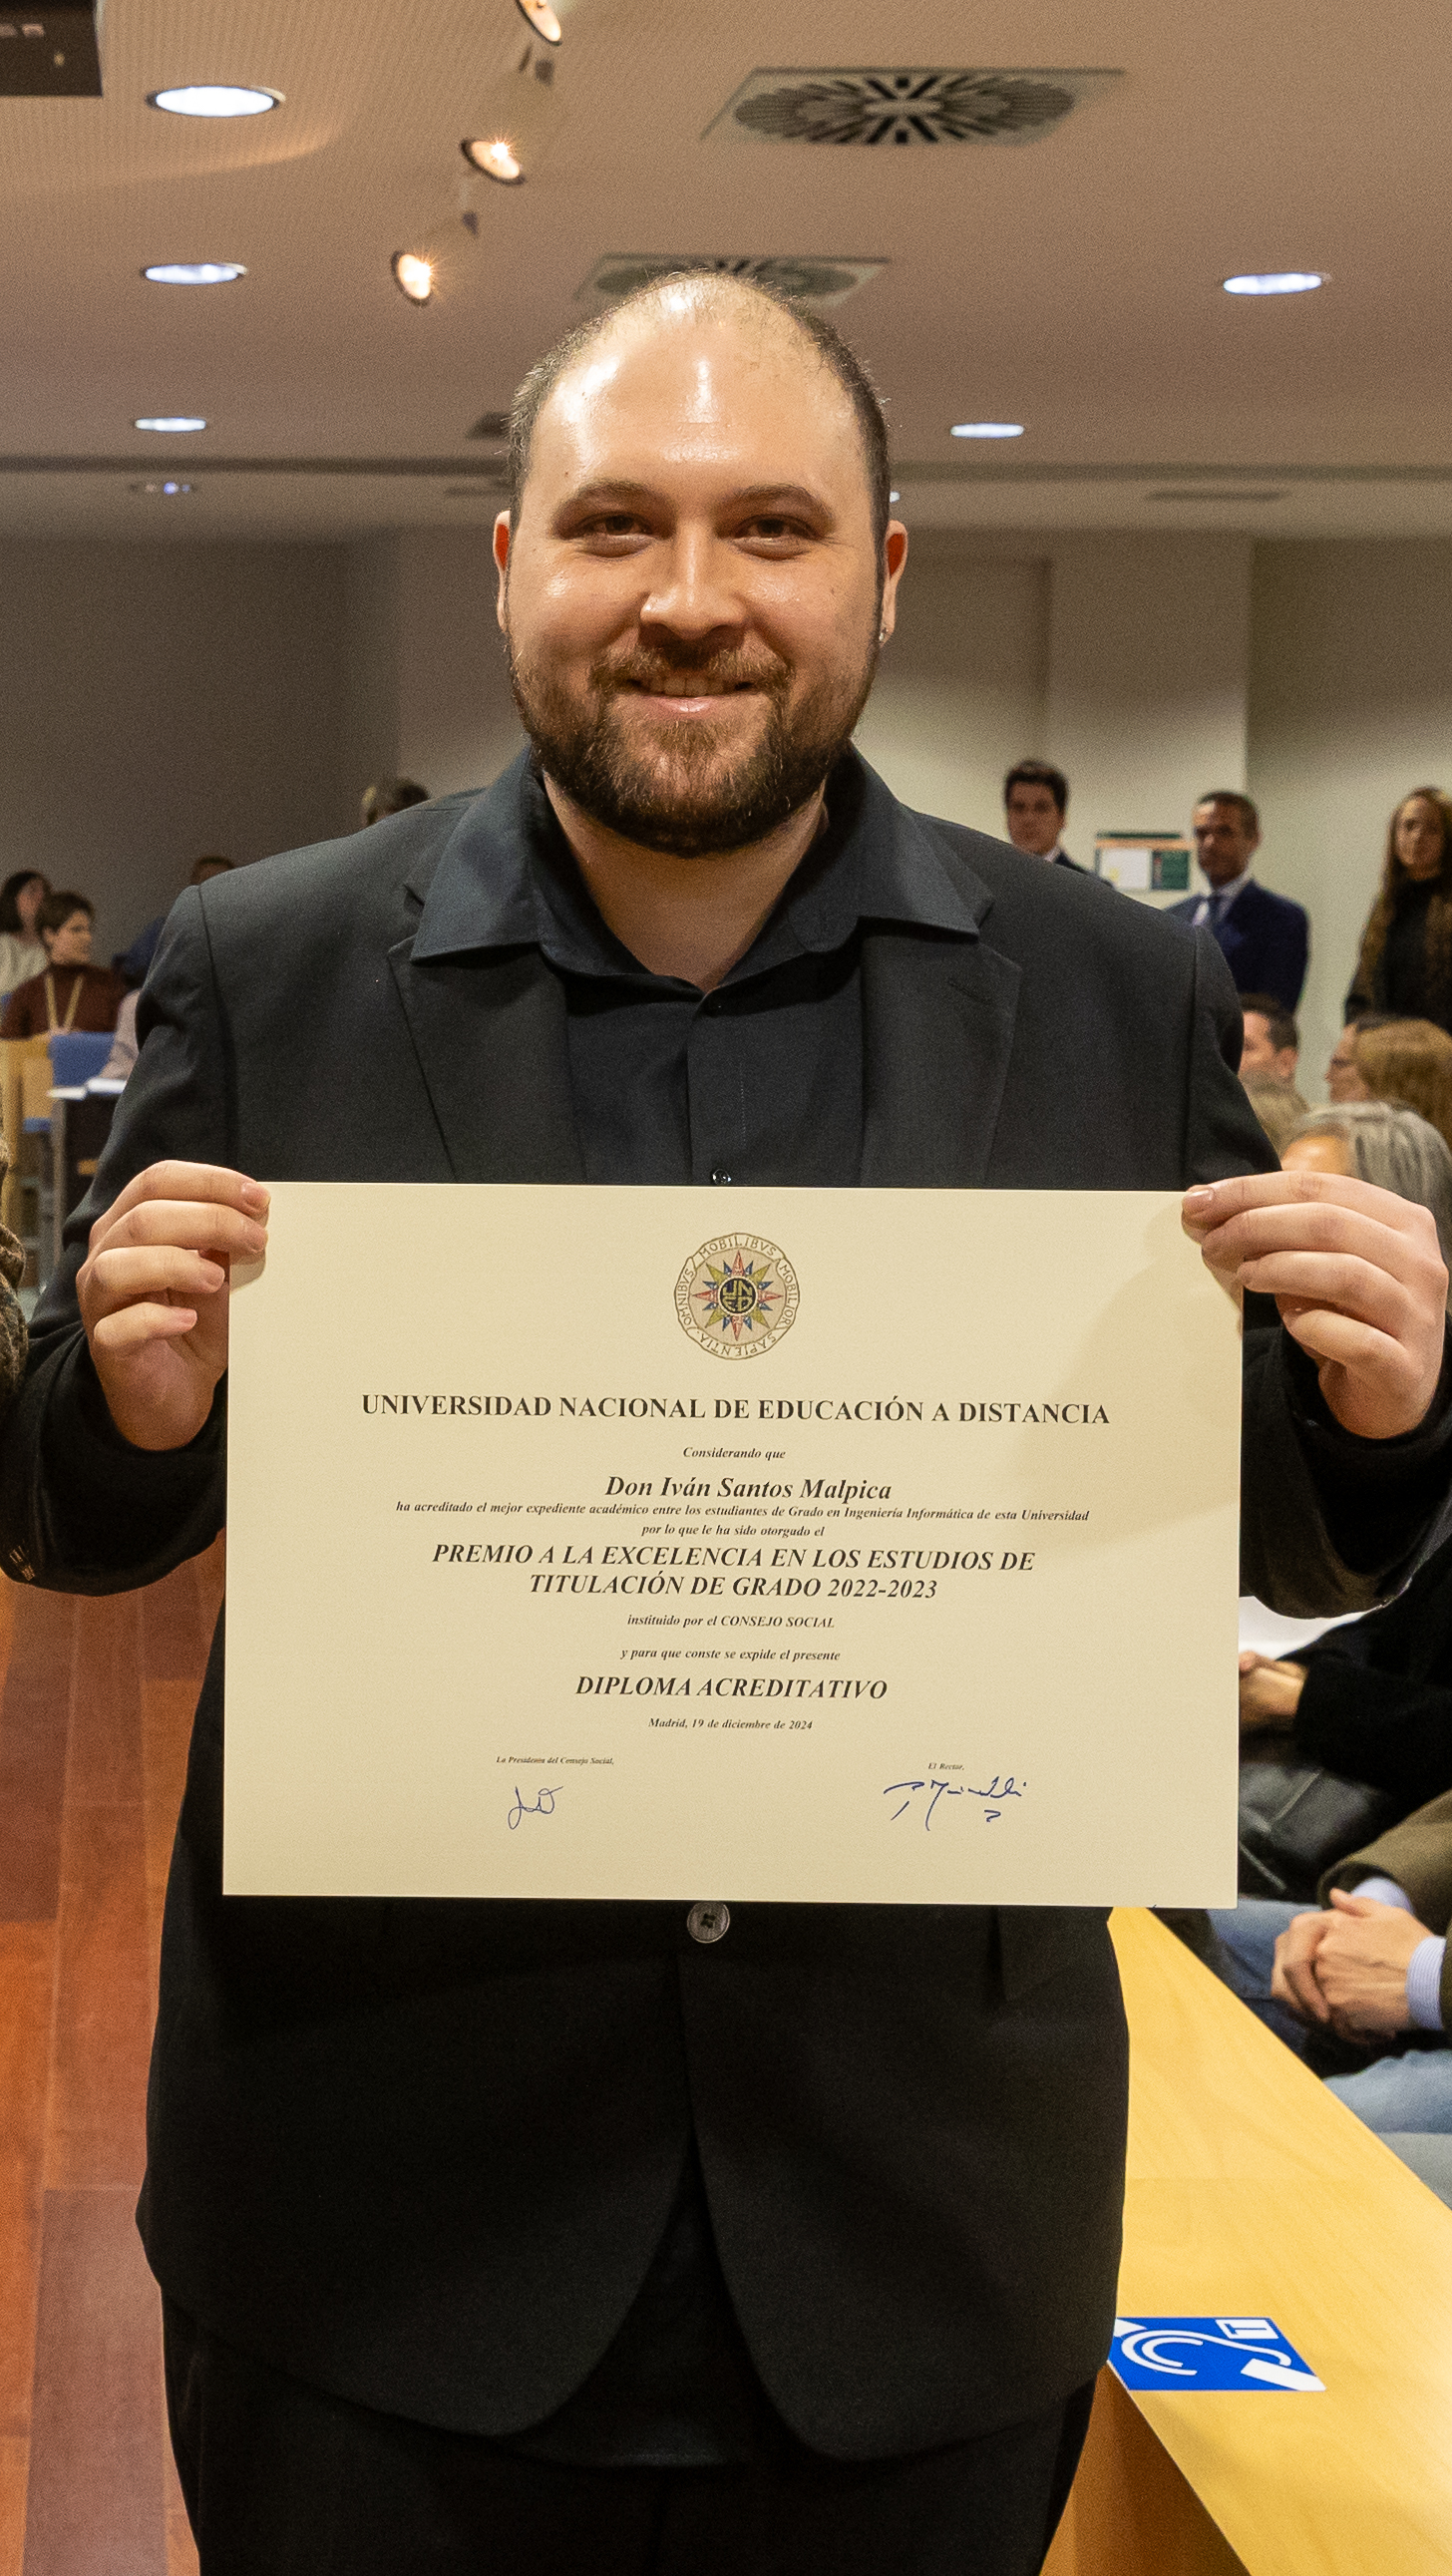 OMNIBVS MOBILIBVS MOBILIOR SAPIENTIA
UNED
UNIVERSIDAD NACIONAL DE EDUCACIÓN A DISTANCIA
Considerando que
Don Iván Santos Malpica
ha acreditado el mejor expediente académico entre los estudiantes de Grado en Ingeniería Informática de esta Universidad
por lo que le ha sido otorgado el
PREMIO A LA EXCELENCIA EN LOS ESTUDIOS DE
TITULACIÓN DE GRADO 2022-2023
instituido por el CONSEJO SOCIAL
y para que conste se expide el presente
DIPLOMA ACREDITATIVO
Madrid, 19 de diciembre de 2024
La Presidenta del Consejo Social,
El Rector,
T